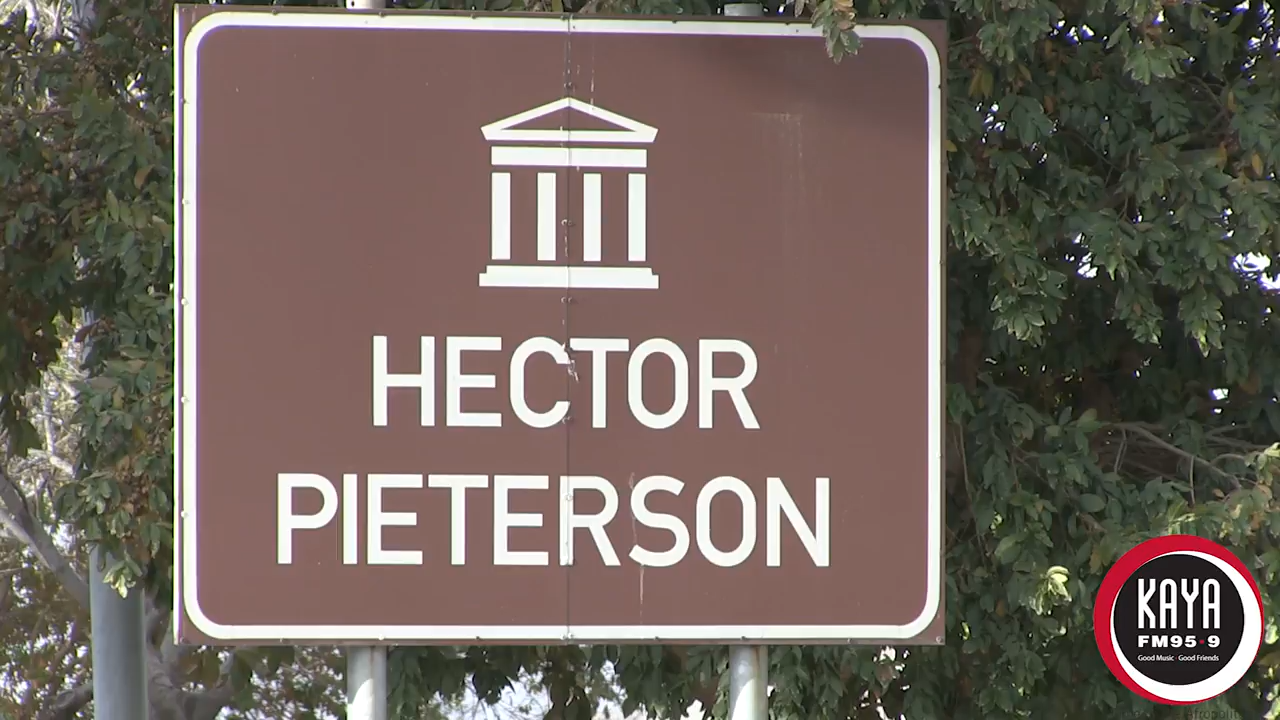 HECTOR
PIETERSON
KAYA
FM95•9
Good Music · Good Friends